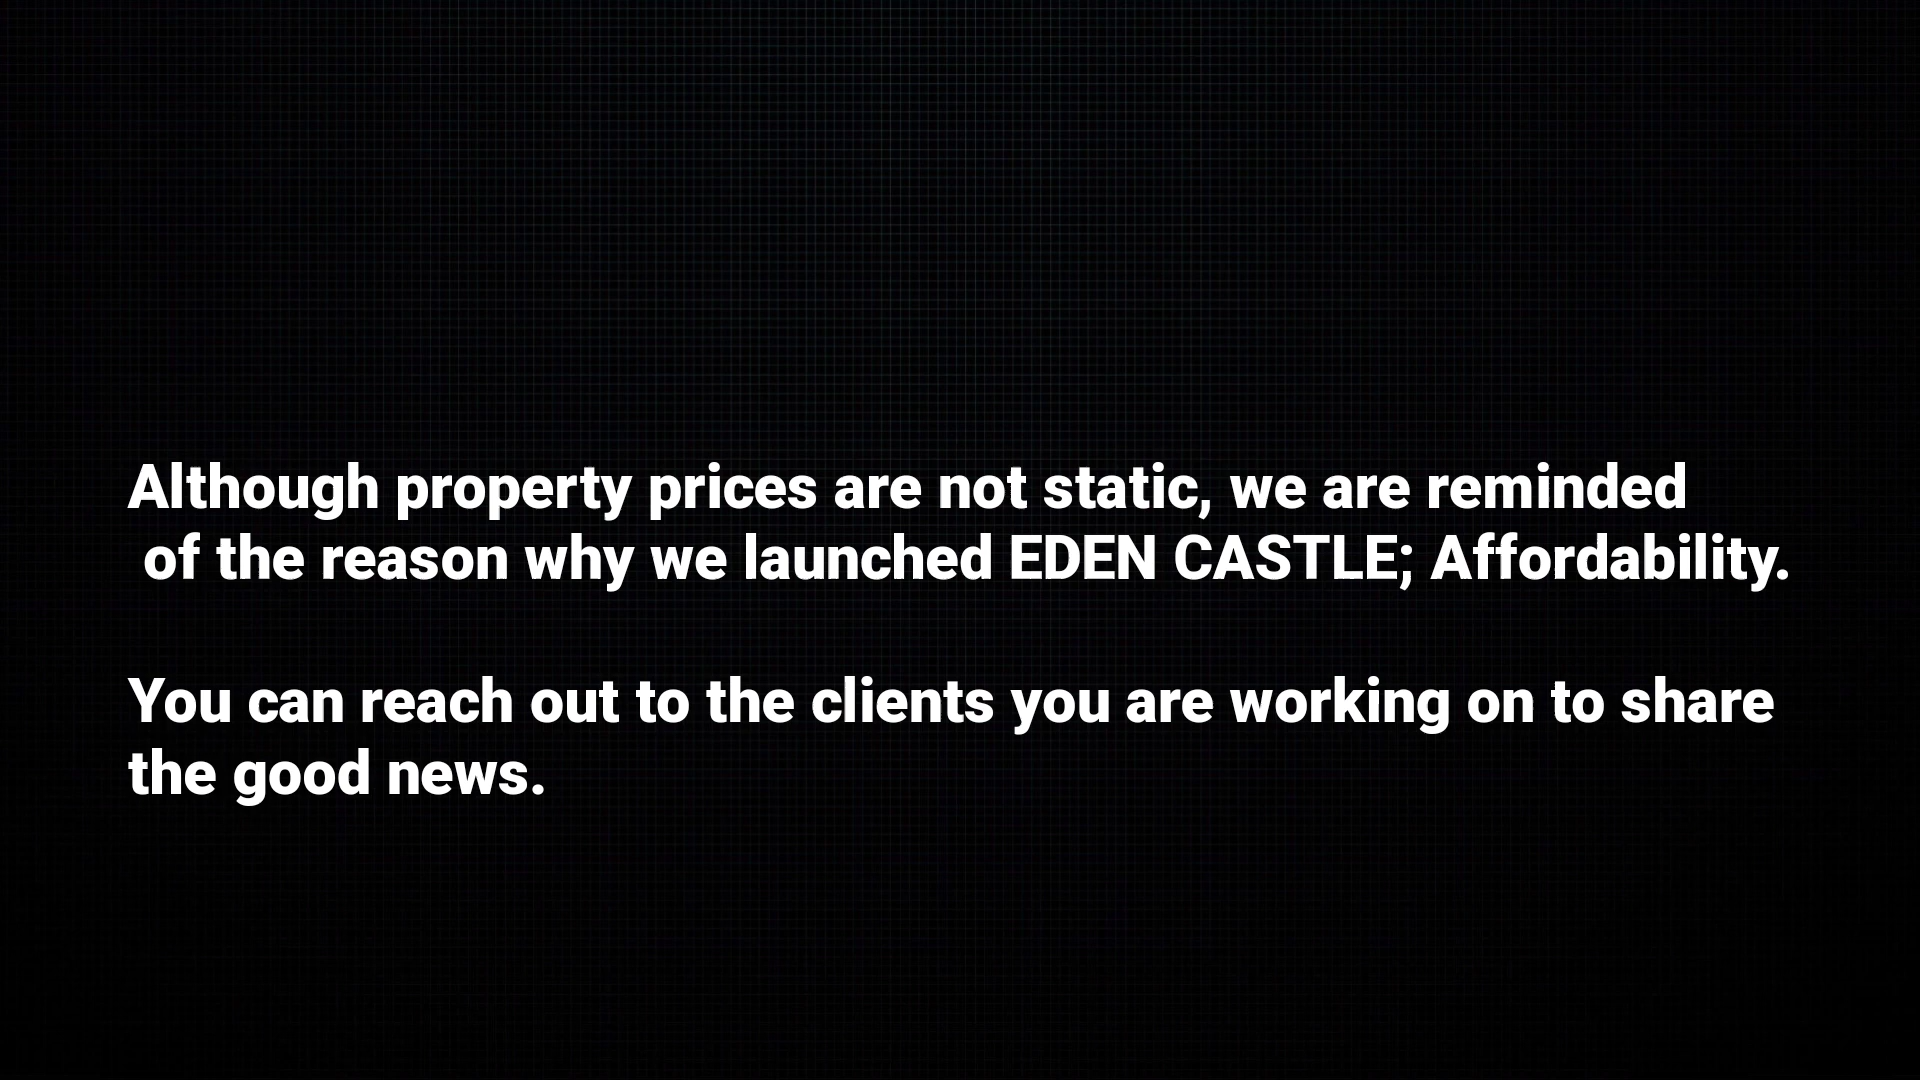 Although property prices are not static, we are reminded
of the reason why we launched EDEN CASTLE; Affordability.
You can reach out to the clients you are working on to share
the good news.